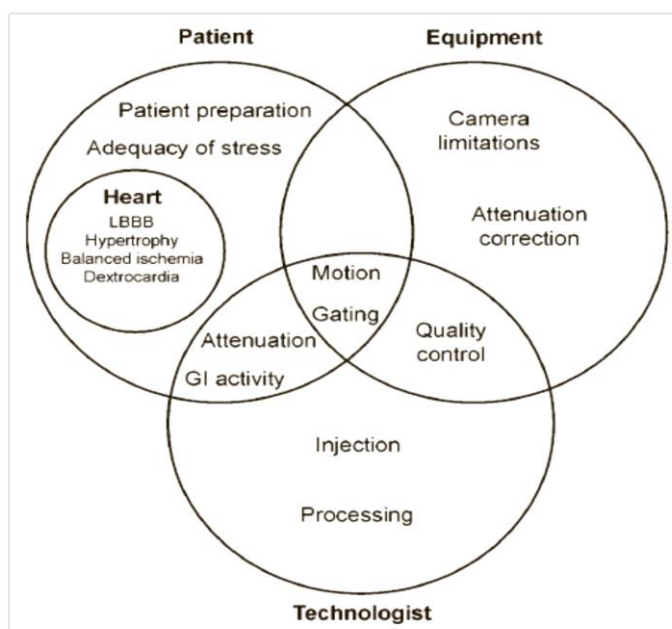 Patient
Equipment
Patient preparation
Adequacy of stress
Heart
LBBB
Hypertrophy
Balanced ischemia
Dextrocardia
Camera
limitations
Attenuation
correction
Motion
Gating
Attenuation
GI activity
Quality
control
Injection
Processing
Technologist